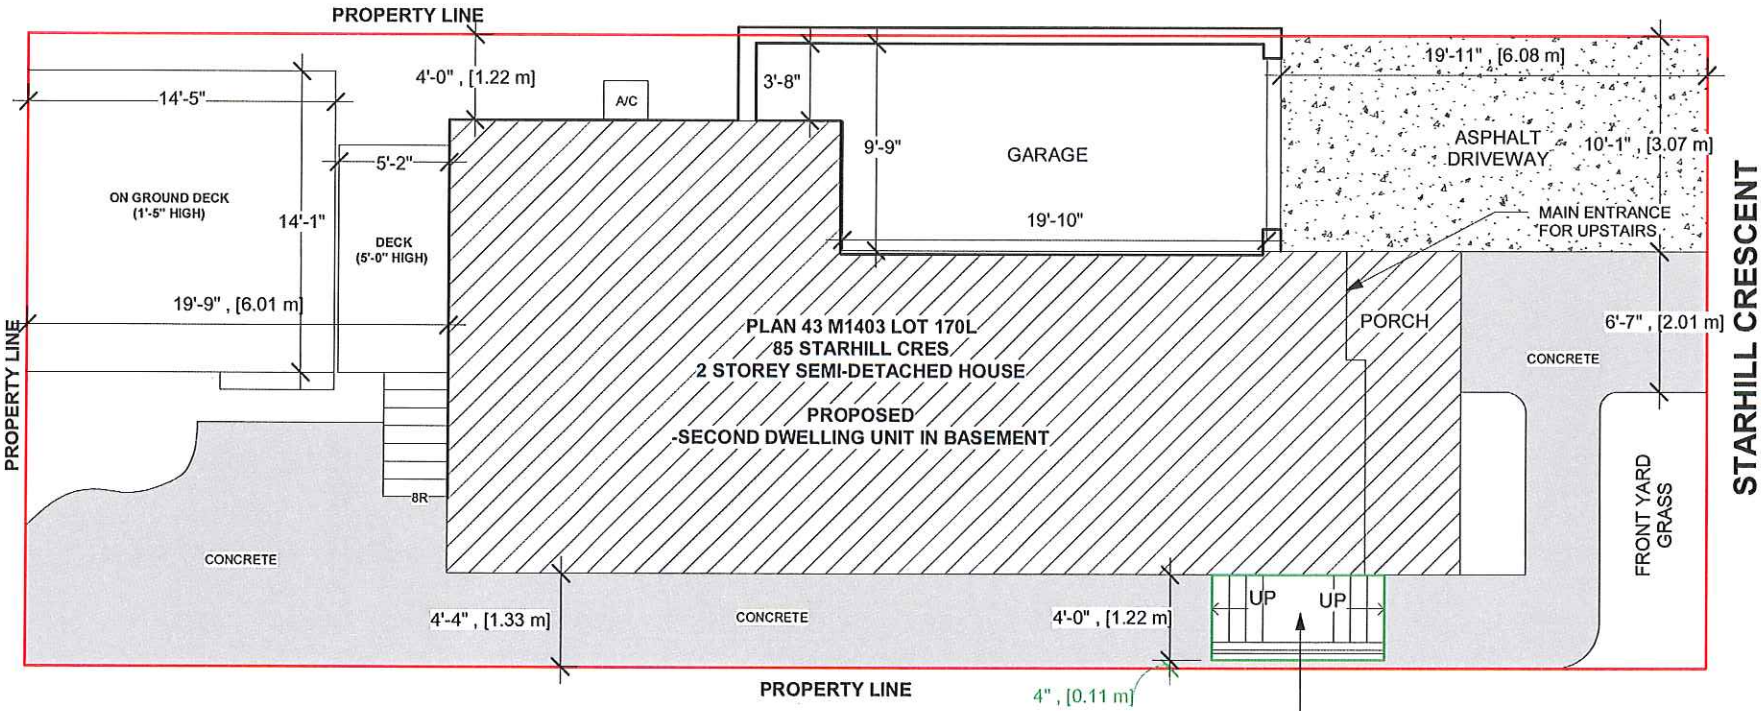 PROPERTY LINE
4'-0" , [1.22 m]
A/C
3'-8"
19'-11" , [6.08 m]
14'-5"
5'-2"
9'-9"
GARAGE
ASPHALT
DRIVEWAY
10'-1" , [3.07 m]
ON GROUND DECK
(1'-5" HIGH)
14'-1"
DECK
(5'-0" HIGH)
19'-10"
MAIN ENTRANCE
FOR UPSTAIRS
STARHILL CRESCENT
19'-9" , [6.01 m]
PLAN 43 M1403 LOT 170L
85 STARHILL CRES
2 STOREY SEMI-DETACHED HOUSE
PORCH
6'-7" , [2.01 m]
CONCRETE
PROPERTY LINE
PROPOSED
-SECOND DWELLING UNIT IN BASEMENT
8R
FRONT YARD
GRASS
CONCRETE
4'-4" , [1.33 m]
CONCRETE
4'-0" , [1.22 m]
UP
UP
PROPERTY LINE
4" , [0.11 m]